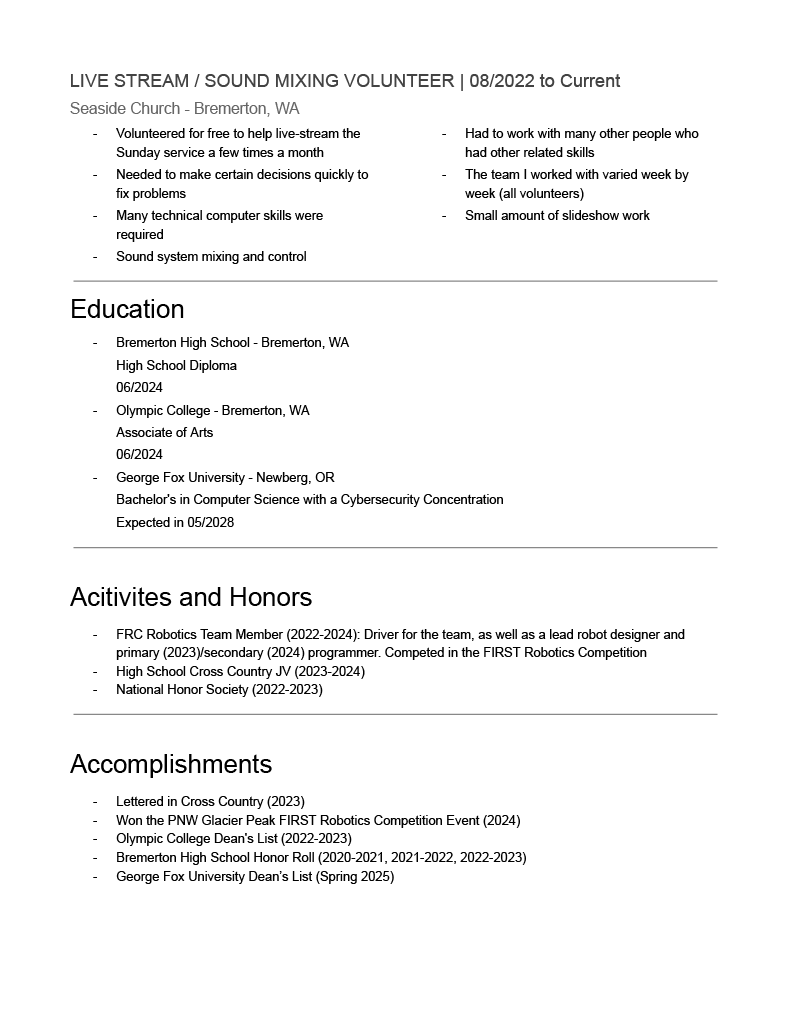 LIVE STREAM / SOUND MIXING VOLUNTEER | 08/2022 to Current
Seaside Church - Bremerton, WA
- Volunteered for free to help live-stream the
Sunday service a few times a month
- Needed to make certain decisions quickly to
fix problems
- Many technical computer skills were
required
- Sound system mixing and control
- Had to work with many other people who
had other related skills
- The team I worked with varied week by
week (all volunteers)
- Small amount of slideshow work
Education
- Bremerton High School - Bremerton, WA
High School Diploma
06/2024
- Olympic College - Bremerton, WA
Associate of Arts
06/2024
- George Fox University - Newberg, OR
Bachelor's in Computer Science with a Cybersecurity Concentration
Expected in 05/2028
Acitivites and Honors
- FRC Robotics Team Member (2022-2024): Driver for the team, as well as a lead robot designer and
primary (2023)/secondary (2024) programmer. Competed in the FIRST Robotics Competition
- High School Cross Country JV (2023-2024)
- National Honor Society (2022-2023)
Accomplishments
- Lettered in Cross Country (2023)
- Won the PNW Glacier Peak FIRST Robotics Competition Event (2024)
- Olympic College Dean's List (2022-2023)
- Bremerton High School Honor Roll (2020-2021, 2021-2022, 2022-2023)
- George Fox University Dean's List (Spring 2025)